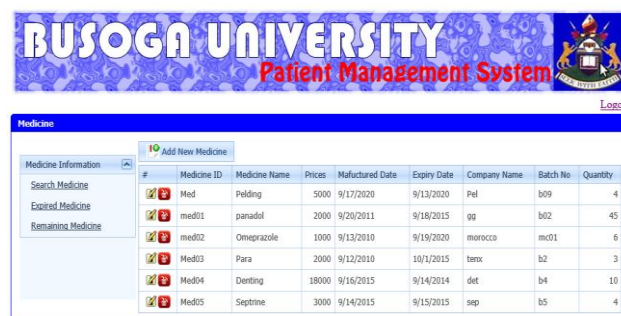 BUSOGA UNIVERSITY
Patient Management System
Logo
Medicine
Add New Medicine
Medicine Information
Search Medicine
Expired Medicine
Remaining Medicine
# Medicine ID Medicine Name Prices Mafuctured Date Expiry Date Company Name Batch No Quantity
Med Pelding 5000 9/17/2020 9/13/2020 Pel b09 4
med01 panadol 2000 9/20/2011 9/18/2015 gg b02 45
med02 Omeprazole 1000 9/13/2010 9/19/2020 morocco mc01 6
Med03 Para 2000 9/12/2010 10/1/2015 tenx b2 3
Med04 Denting 18000 9/16/2015 9/14/2014 det b4 10
Med05 Septrine 3000 9/14/2015 9/15/2015 sep b5 4